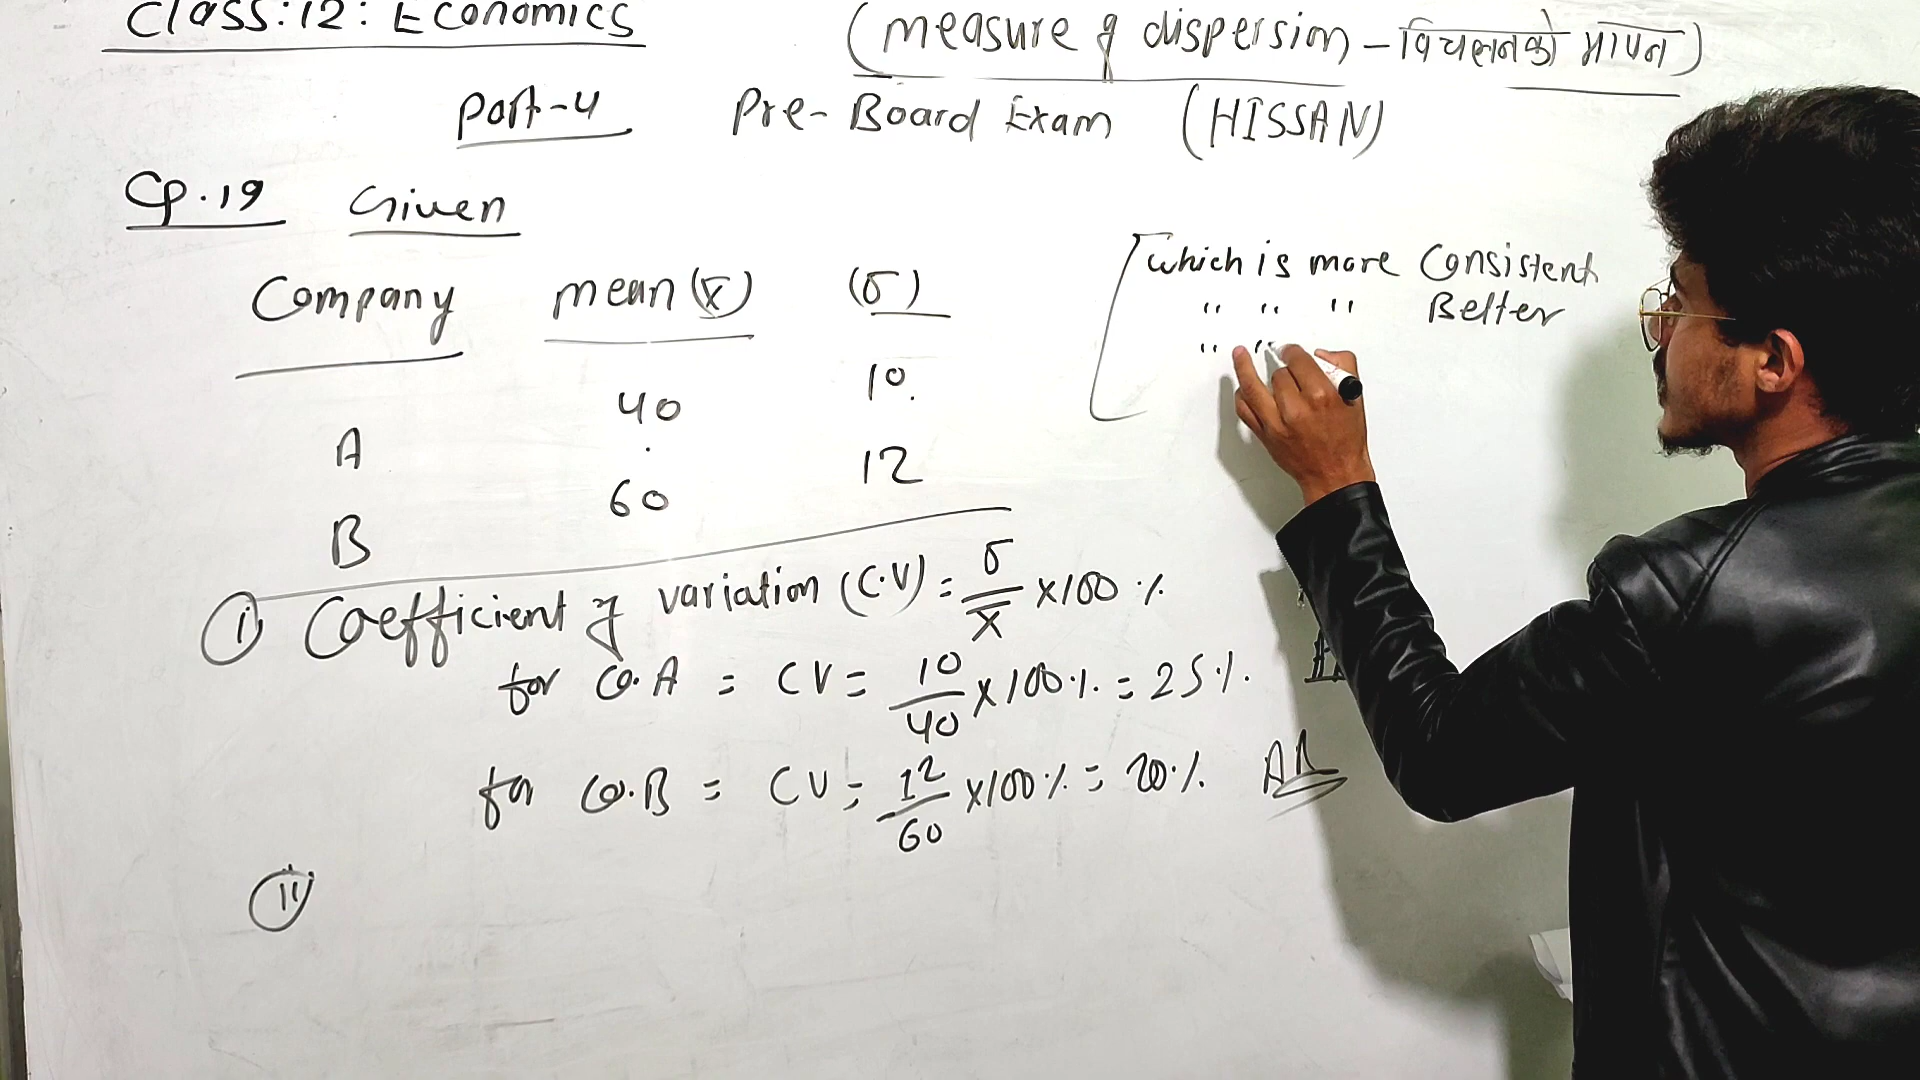 Class:12: Economics
(measure of dispersion - विचलनको मापन)
Part-4 Pre-Board Exam (HISSAN)
Qp.19 Given
Company mean (x̄) (σ)
A 40 10.
B 60 12
[which is more Consistent
" " " Better
" "
(i) Coefficient of variation (C.V) = σ/x̄ ×100 %
for Co.A = CV = 10/40 ×100%. = 25%.
for Co.B = CV = 12/60 ×100% = 20%.
(ii)